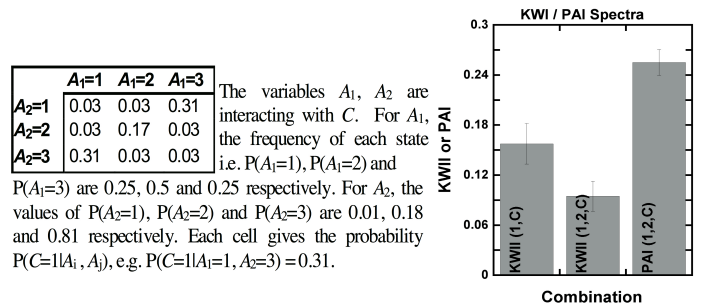 A₁=1 A₁=2 A₁=3
A₂=1 0.03 0.03 0.31
A₂=2 0.03 0.17 0.03
A₂=3 0.31 0.03 0.03
The variables A₁, A₂ are
interacting with C. For A₁,
the frequency of each state
i.e. P(A₁=1), P(A₁=2) and
P(A₁=3) are 0.25, 0.5 and 0.25 respectively. For A₂, the
values of P(A₂=1), P(A₂=2) and P(A₂=3) are 0.01, 0.18
and 0.81 respectively. Each cell gives the probability
P(C=1|Aᵢ , Aⱼ), e.g. P(C=1|A₁=1, A₂=3) = 0.31.
KWI / PAI Spectra
KWII or PAI
0.3
0.24
0.18
0.12
0.06
0
KWII (1,C)
KWII (1,2,C)
PAI (1,2,C)
Combination